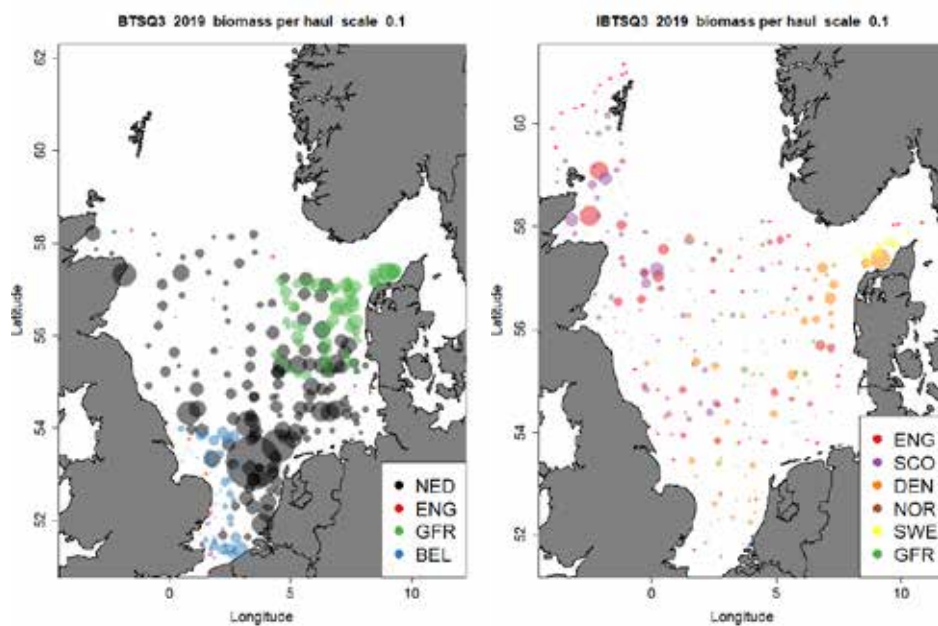 BTSQ3 2019 biomass per haul scale 0.1
Latitude
62
60
58
56
54
52
0
5
10
Longitude
NED
ENG
GFR
BEL
IBTSQ3 2019 biomass per haul scale 0.1
Latitude
60
58
56
54
52
0
5
10
Longitude
ENG
SCO
DEN
NOR
SWE
GFR